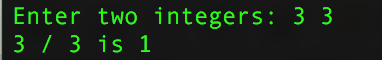 Enter two integers: 3 3
3 / 3 is 1